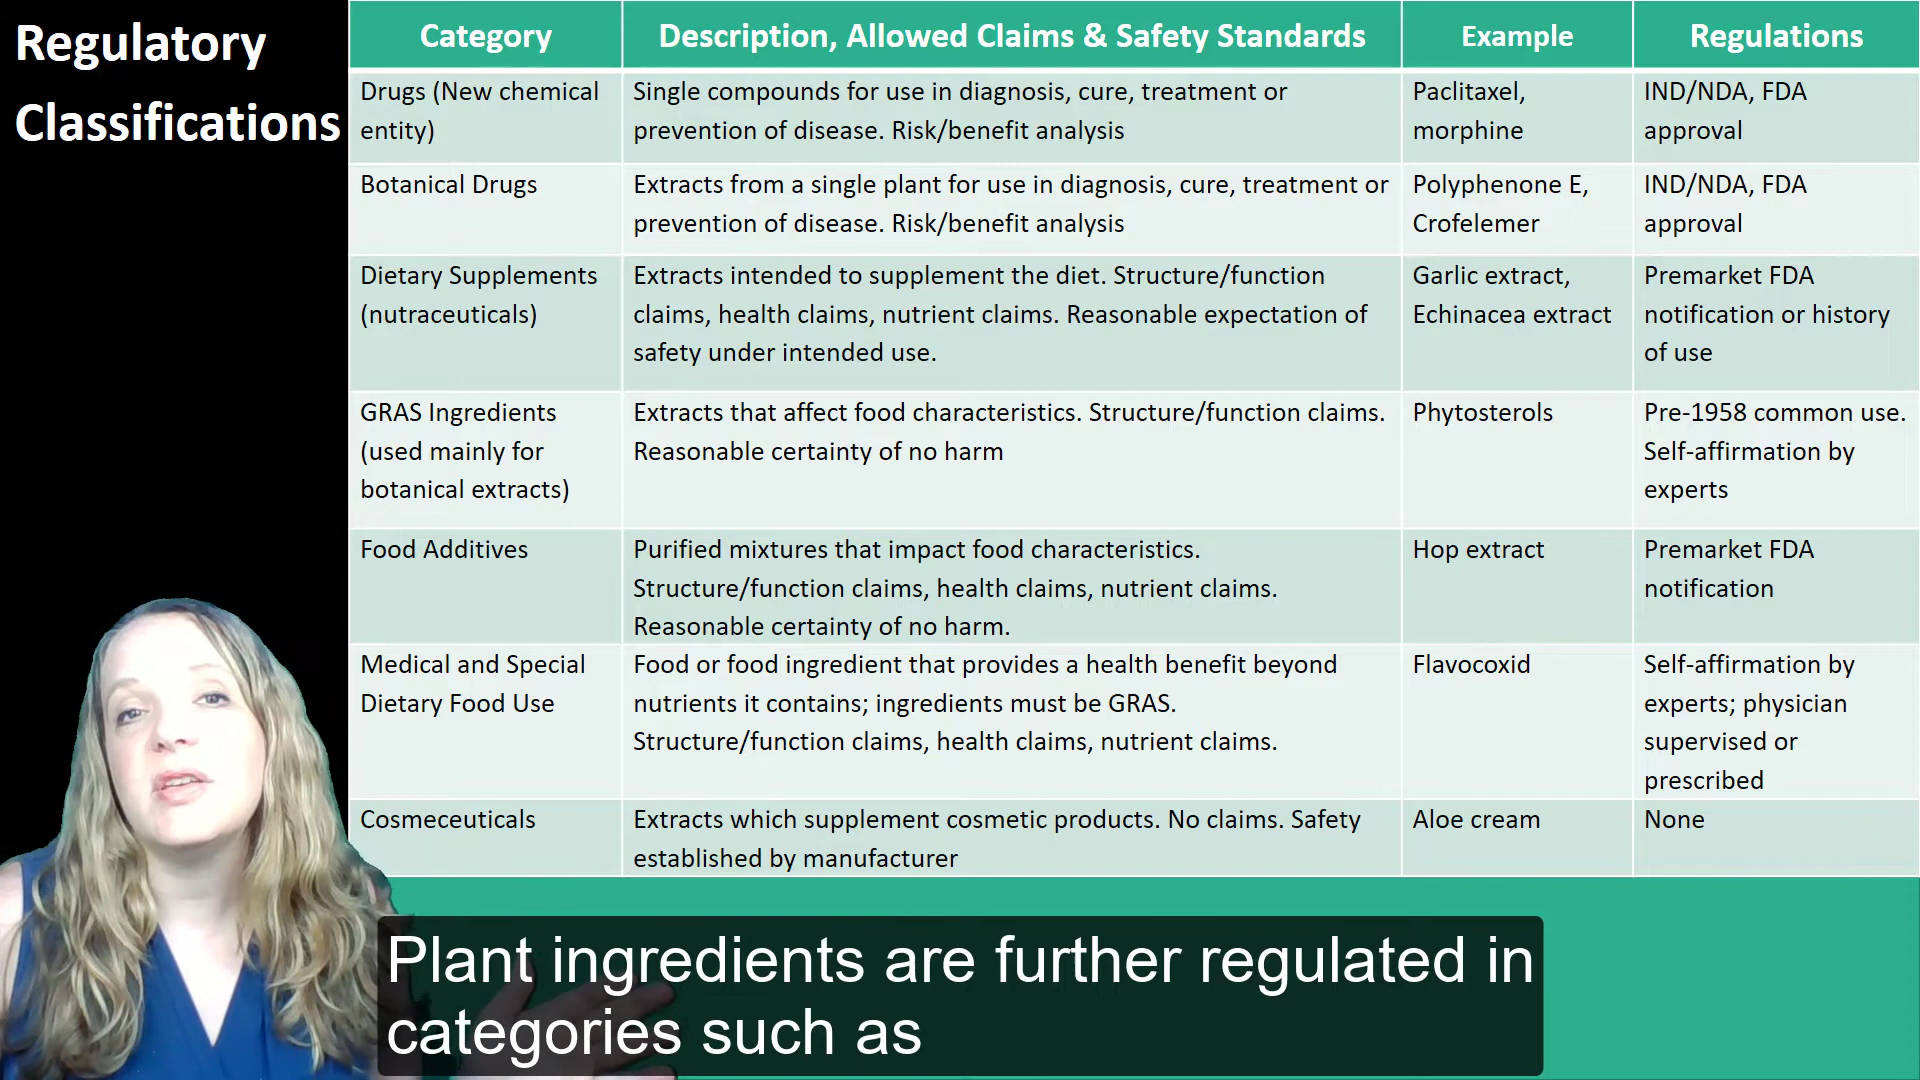 Regulatory
Classifications
Category
Description, Allowed Claims & Safety Standards
Example
Regulations
Drugs (New chemical
entity)
Single compounds for use in diagnosis, cure, treatment or
prevention of disease. Risk/benefit analysis
Paclitaxel,
morphine
IND/NDA, FDA
approval
Botanical Drugs
Extracts from a single plant for use in diagnosis, cure, treatment or
prevention of disease. Risk/benefit analysis
Polyphenone E,
Crofelemer
IND/NDA, FDA
approval
Dietary Supplements
(nutraceuticals)
Extracts intended to supplement the diet. Structure/function
claims, health claims, nutrient claims. Reasonable expectation of
safety under intended use.
Garlic extract,
Echinacea extract
Premarket FDA
notification or history
of use
GRAS Ingredients
(used mainly for
botanical extracts)
Extracts that affect food characteristics. Structure/function claims.
Reasonable certainty of no harm
Phytosterols
Pre-1958 common use.
Self-affirmation by
experts
Food Additives
Purified mixtures that impact food characteristics.
Structure/function claims, health claims, nutrient claims.
Reasonable certainty of no harm.
Hop extract
Premarket FDA
notification
Medical and Special
Dietary Food Use
Food or food ingredient that provides a health benefit beyond
nutrients it contains; ingredients must be GRAS.
Structure/function claims, health claims, nutrient claims.
Flavocoxid
Self-affirmation by
experts; physician
supervised or
prescribed
Cosmeceuticals
Extracts which supplement cosmetic products. No claims. Safety
established by manufacturer
Aloe cream
None
Plant ingredients are further regulated in
categories such as